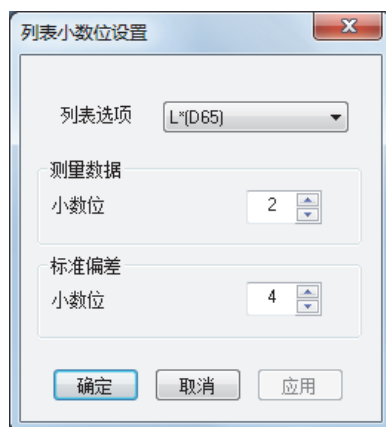 列表小数位设置
列表选项 L*(D65)
测量数据
小数位 2
标准偏差
小数位 4
确定 取消 应用